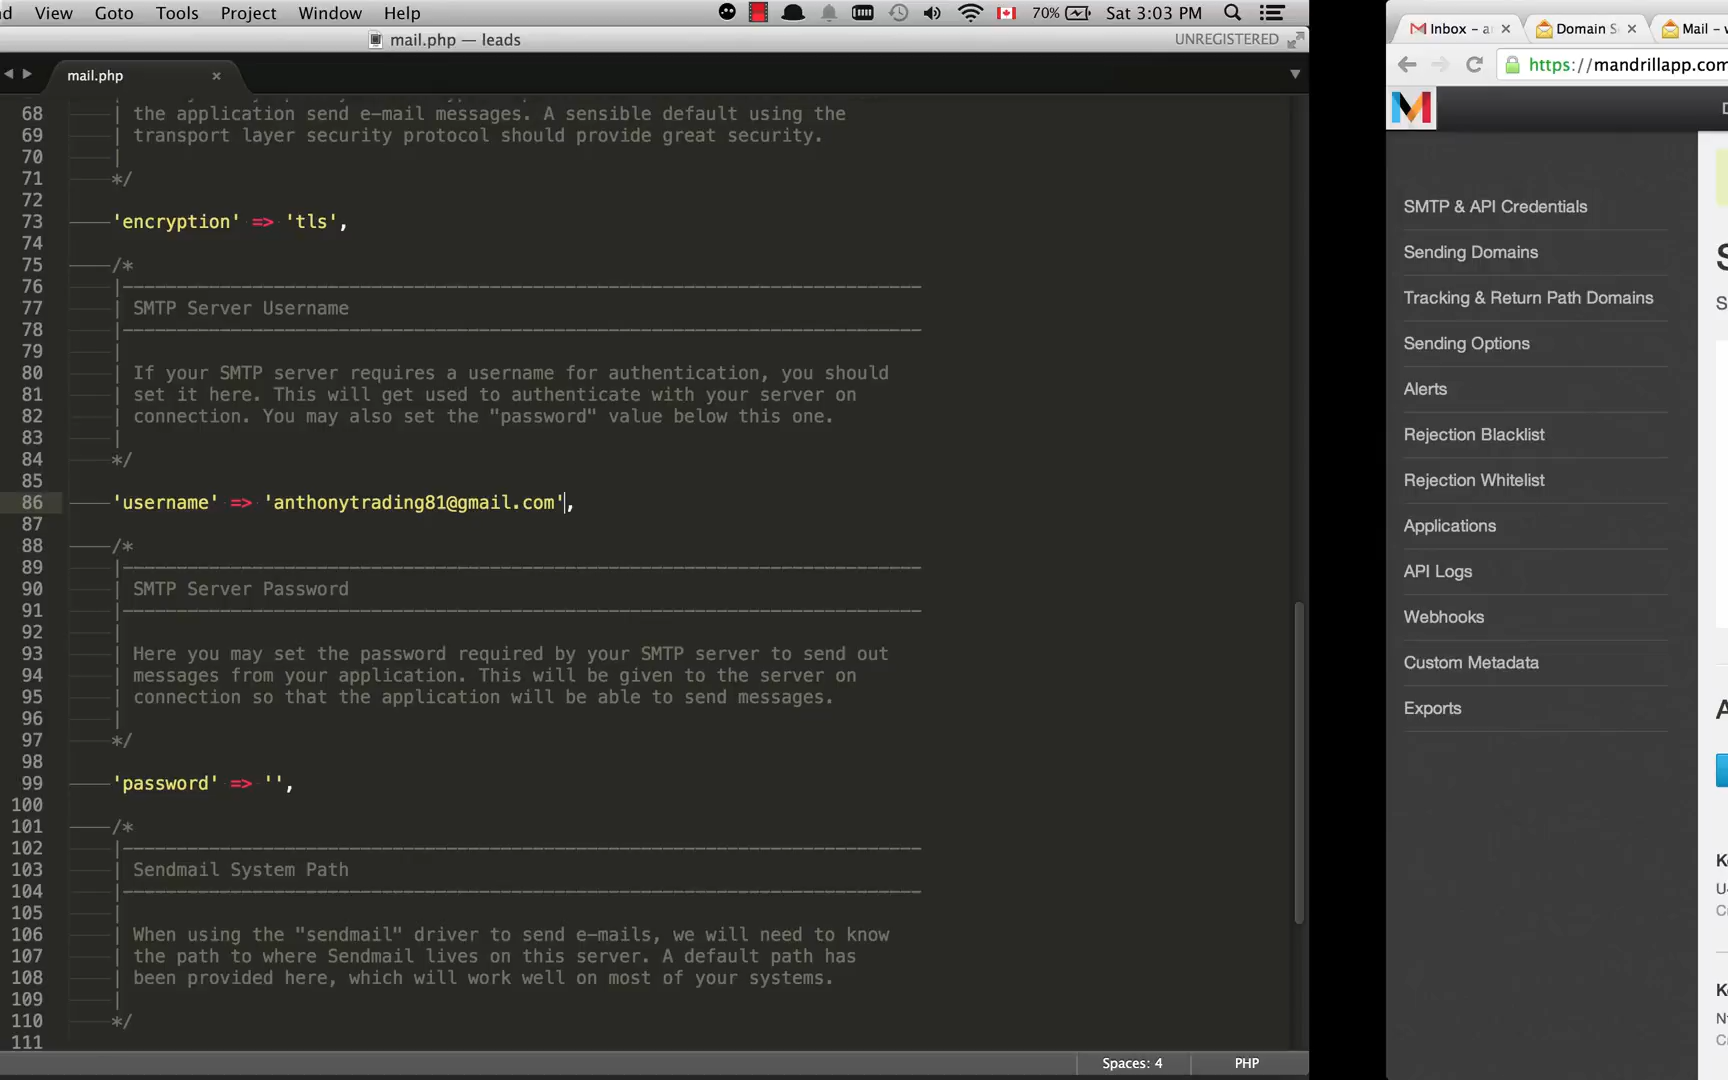 View Goto Tools Project Window Help 70% Sat 3:03 PM
mail.php — leads UNREGISTERED
mail.php
68 | the application send e-mail messages. A sensible default using the
69 | transport layer security protocol should provide great security.
70 |
71 */
72
73 'encryption' => 'tls',
74
75 /*
76 |--------------------------------------------------------------------------
77 | SMTP Server Username
78 |--------------------------------------------------------------------------
79 |
80 | If your SMTP server requires a username for authentication, you should
81 | set it here. This will get used to authenticate with your server on
82 | connection. You may also set the "password" value below this one.
83 |
84 */
85
86 'username' => 'anthonytrading81@gmail.com',
87
88 /*
89 |--------------------------------------------------------------------------
90 | SMTP Server Password
91 |--------------------------------------------------------------------------
92 |
93 | Here you may set the password required by your SMTP server to send out
94 | messages from your application. This will be given to the server on
95 | connection so that the application will be able to send messages.
96 |
97 */
98
99 'password' => '',
100
101 /*
102 |--------------------------------------------------------------------------
103 | Sendmail System Path
104 |--------------------------------------------------------------------------
105 |
106 | When using the "sendmail" driver to send e-mails, we will need to know
107 | the path to where Sendmail lives on this server. A default path has
108 | been provided here, which will work well on most of your systems.
109 |
110 */
111
Spaces: 4 PHP
Inbox - a Domain S Mail -
https://mandrillapp.com
SMTP & API Credentials
Sending Domains
Tracking & Return Path Domains
Sending Options
Alerts
Rejection Blacklist
Rejection Whitelist
Applications
API Logs
Webhooks
Custom Metadata
Exports